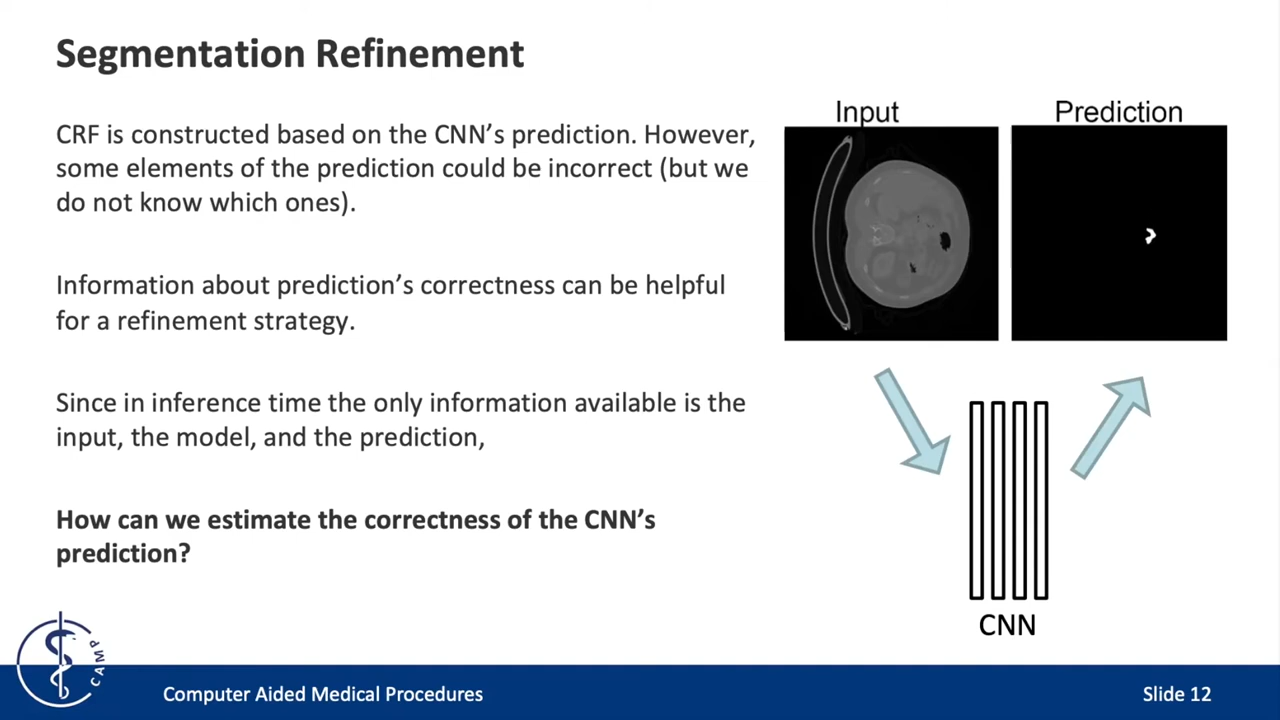 Segmentation Refinement
CRF is constructed based on the CNN’s prediction. However,
some elements of the prediction could be incorrect (but we
do not know which ones).
Information about prediction’s correctness can be helpful
for a refinement strategy.
Since in inference time the only information available is the
input, the model, and the prediction,
How can we estimate the correctness of the CNN’s
prediction?
Input
Prediction
CNN
CAMP
Computer Aided Medical Procedures
Slide 12